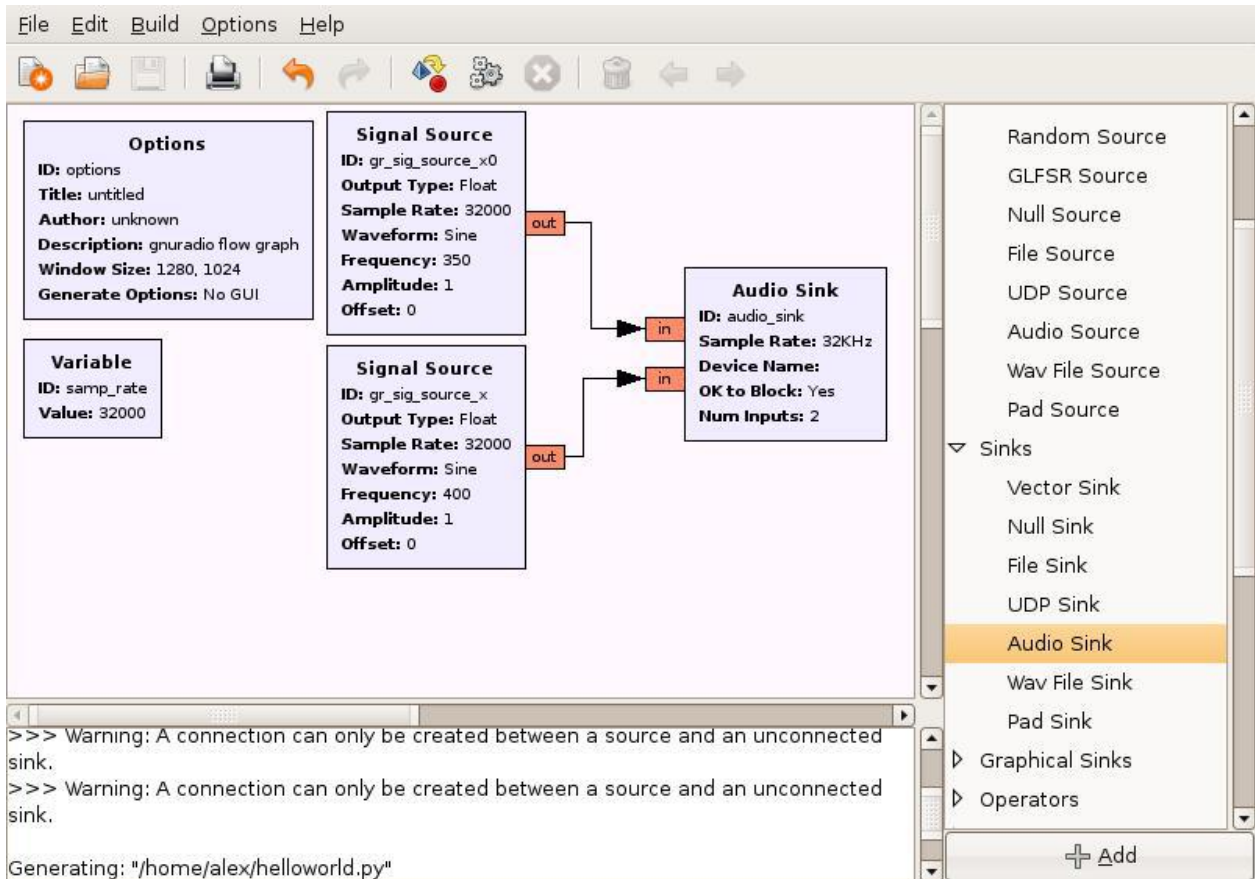 File Edit Build Options Help
Options
ID: options
Title: untitled
Author: unknown
Description: gnuradio flow graph
Window Size: 1280, 1024
Generate Options: No GUI
Variable
ID: samp_rate
Value: 32000
Signal Source
ID: gr_sig_source_x0
Output Type: Float
Sample Rate: 32000
Waveform: Sine
Frequency: 350
Amplitude: 1
Offset: 0
out
Signal Source
ID: gr_sig_source_x
Output Type: Float
Sample Rate: 32000
Waveform: Sine
Frequency: 400
Amplitude: 1
Offset: 0
out
in
in
Audio Sink
ID: audio_sink
Sample Rate: 32KHz
Device Name:
OK to Block: Yes
Num Inputs: 2
Random Source
GLFSR Source
Null Source
File Source
UDP Source
Audio Source
Wav File Source
Pad Source
Sinks
Vector Sink
Null Sink
File Sink
UDP Sink
Audio Sink
Wav File Sink
Pad Sink
Graphical Sinks
Operators
Add
>>> Warning: A connection can only be created between a source and an unconnected
sink.
>>> Warning: A connection can only be created between a source and an unconnected
sink.
Generating: "/home/alex/helloworld.py"